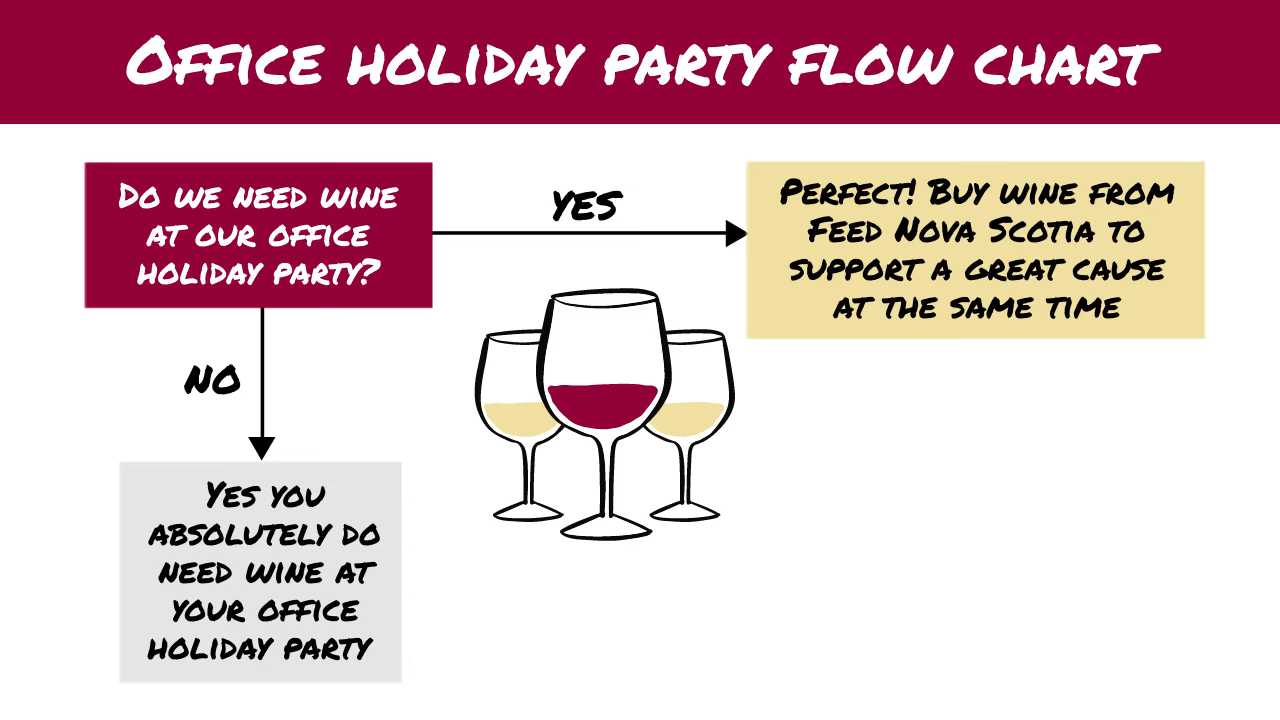 Office holiday party flow chart
Do we need wine
at our office
holiday party?
YES
Perfect! Buy wine from
Feed Nova Scotia to
support a great cause
at the same time
NO
Yes you
absolutely do
need wine at
your office
holiday party